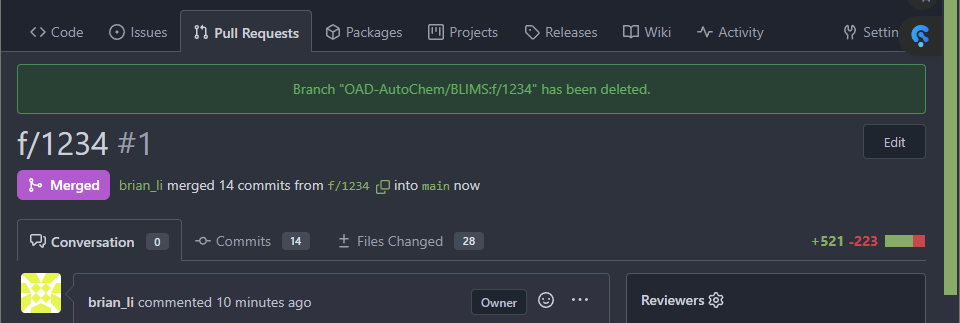 Code Issues Pull Requests Packages Projects Releases Wiki Activity
Branch "OAD-AutoChem/BLIMS:f/1234" has been deleted.
f/1234 #1 Edit
Merged brian_li merged 14 commits from f/1234 into main now
Conversation 0 Commits 14 Files Changed 28 +521 -223
brian_li commented 10 minutes ago Owner ... Reviewers